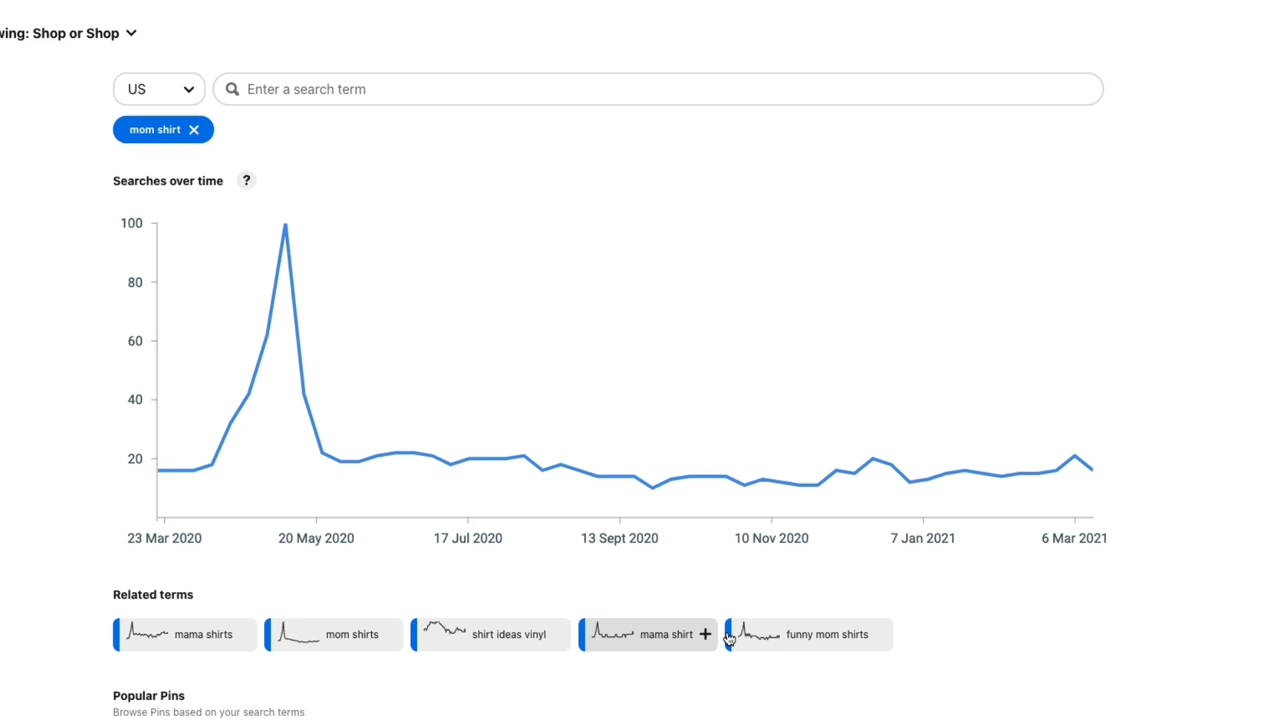 wing: Shop or Shop
US
Enter a search term
mom shirt
Searches over time ?
100
80
60
40
20
23 Mar 2020 20 May 2020 17 Jul 2020 13 Sept 2020 10 Nov 2020 7 Jan 2021 6 Mar 2021
Related terms
mama shirts mom shirts shirt ideas vinyl mama shirt + funny mom shirts
Popular Pins
Browse Pins based on your search terms